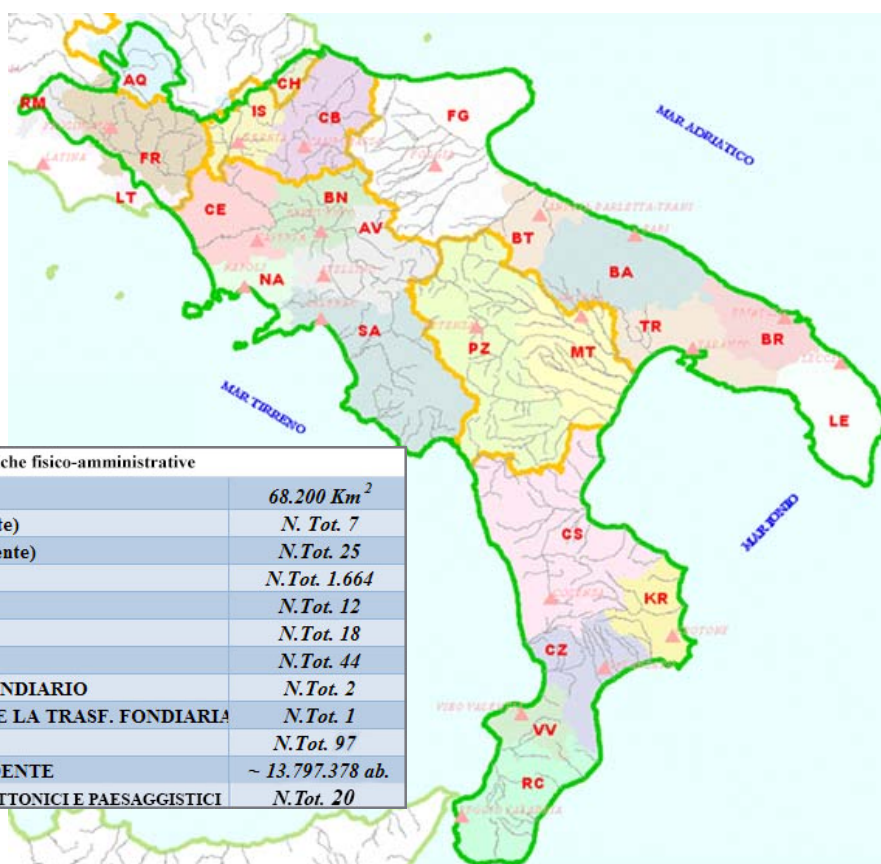 AQ
CH
RM
IS
CB
FG
MAR ADRIATICO
FR
LATINA
LT
CE
BN
AV
BT
BA
NA
SA
PZ
MT
TR
BR
LE
MAR TIRRENO
MAR IONIO
che fisico-amministrative
68.200 Km²
te) N. Tot. 7
ente) N.Tot. 25
N.Tot. 1.664
N.Tot. 12
N.Tot. 18
N.Tot. 44
NDIARIO N.Tot. 2
E LA TRASF. FONDIARIA N.Tot. 1
N.Tot. 97
DENTE ~ 13.797.378 ab.
TTONICI E PAESAGGISTICI N.Tot. 20
CS
KR
CZ
VV
RC